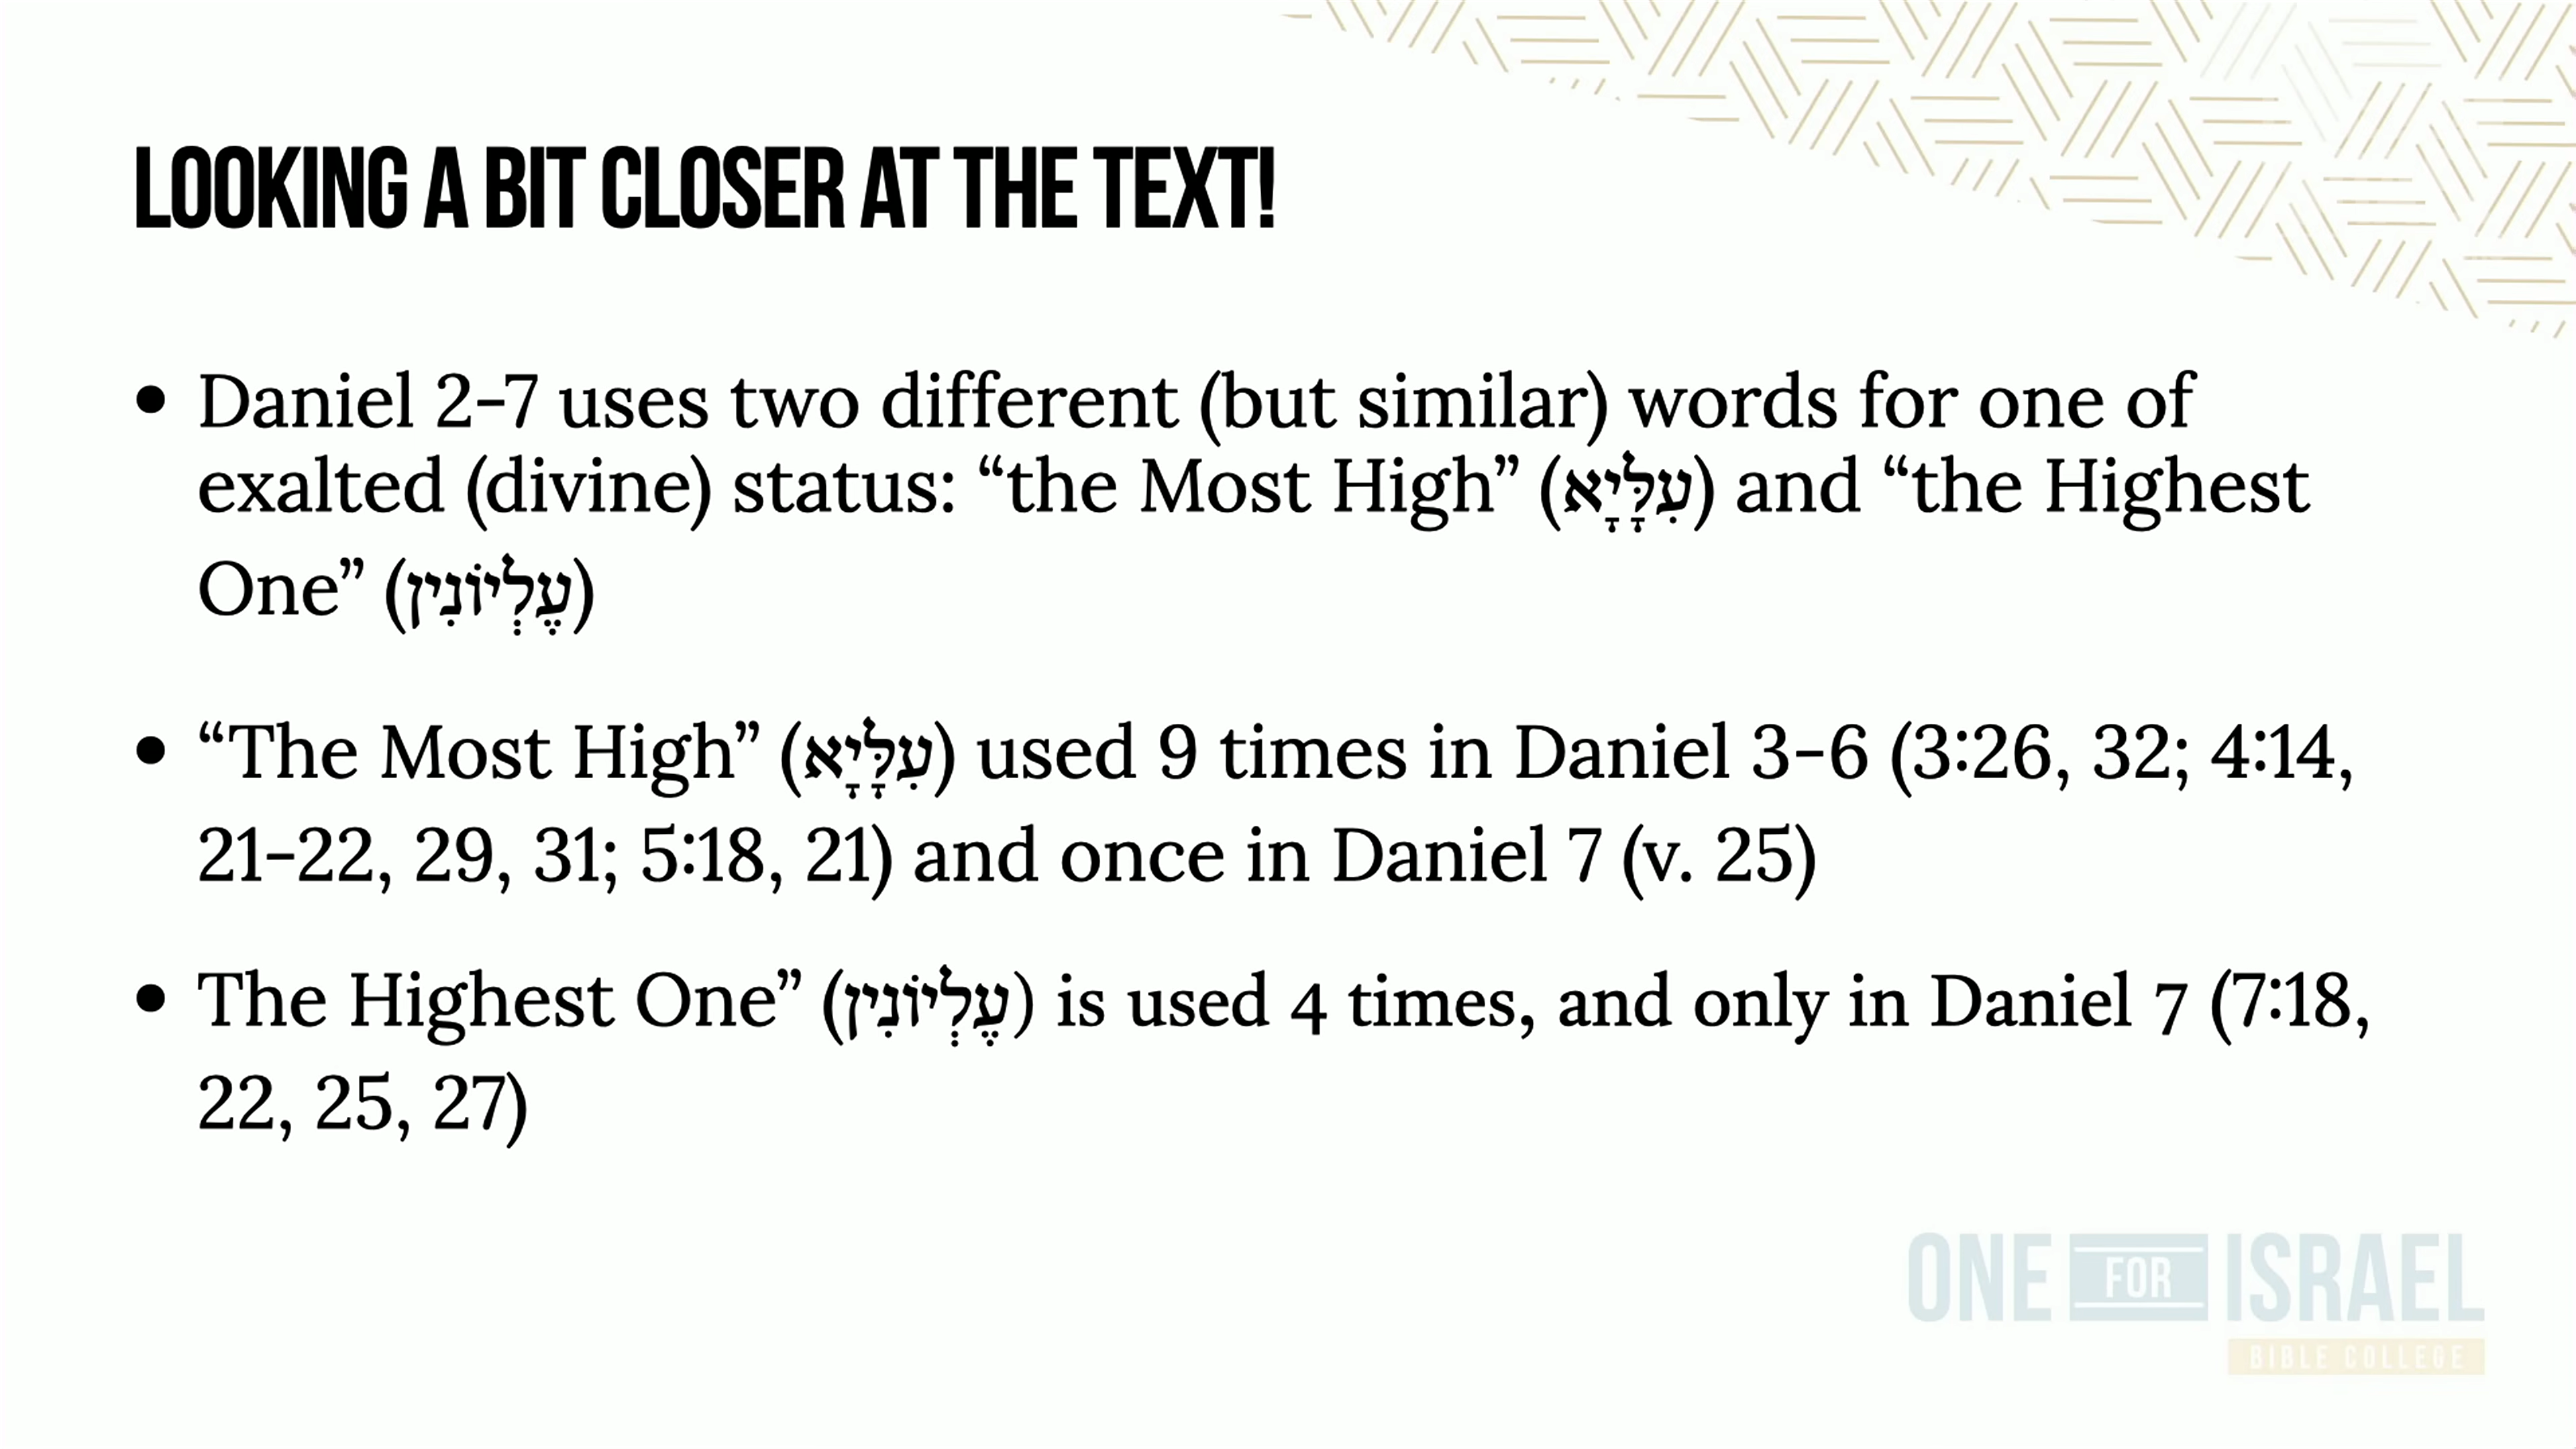 LOOKING A BIT CLOSER AT THE TEXT!
• Daniel 2-7 uses two different (but similar) words for one of
exalted (divine) status: “the Most High” (עִלָּיָא) and “the Highest
One” (עֶלְיוֹנִין)
• “The Most High” (עִלָּיָא) used 9 times in Daniel 3-6 (3:26, 32; 4:14,
21-22, 29, 31; 5:18, 21) and once in Daniel 7 (v. 25)
• The Highest One” (עֶלְיוֹנִין) is used 4 times, and only in Daniel 7 (7:18,
22, 25, 27)
ONE FOR ISRAEL
BIBLE COLLEGE